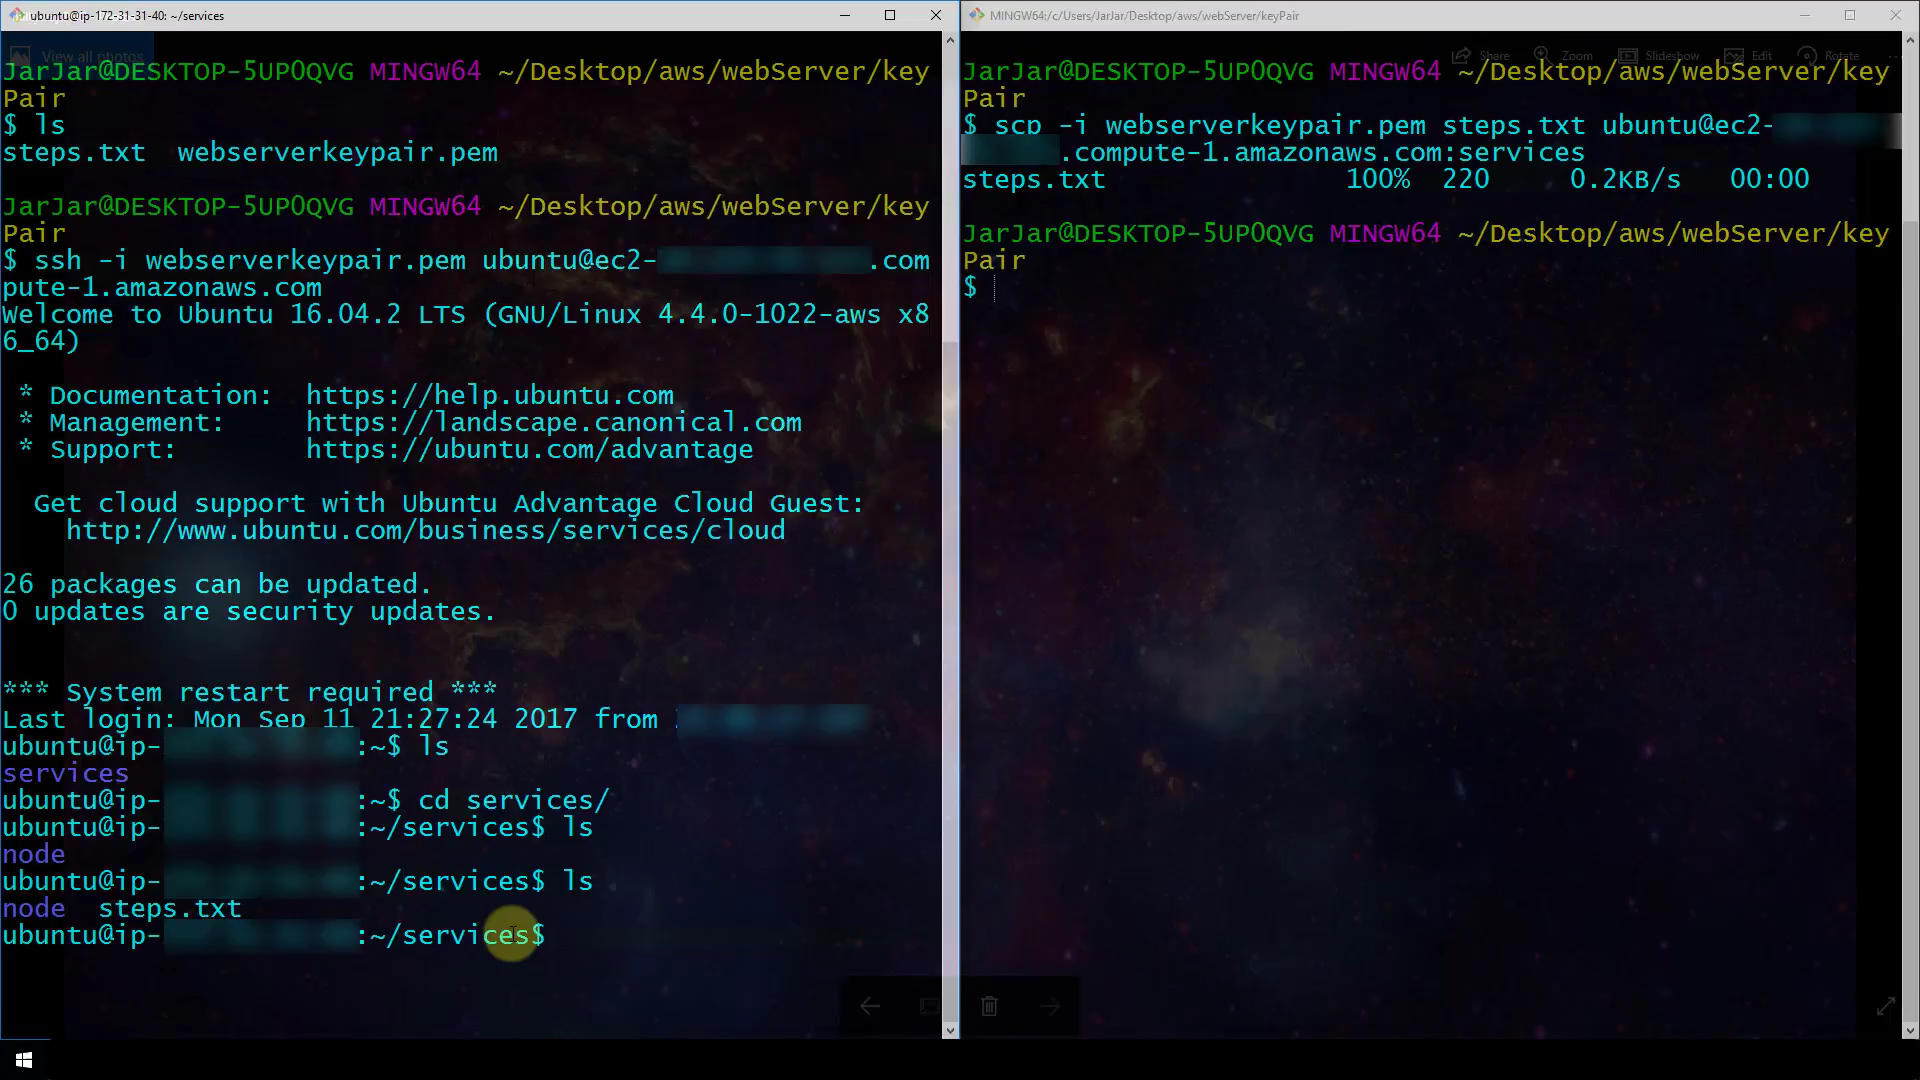 ubuntu@ip-172-31-31-40: ~/services
View all photos
JarJar@DESKTOP-5UP0QVG MINGW64 ~/Desktop/aws/webServer/key
Pair
$ ls
steps.txt  webserverkeypair.pem
JarJar@DESKTOP-5UP0QVG MINGW64 ~/Desktop/aws/webServer/key
Pair
$ ssh -i webserverkeypair.pem ubuntu@ec2-
.com
pute-1.amazonaws.com
Welcome to Ubuntu 16.04.2 LTS (GNU/Linux 4.4.0-1022-aws x8
6_64)
* Documentation:  https://help.ubuntu.com
* Management:     https://landscape.canonical.com
* Support:        https://ubuntu.com/advantage
Get cloud support with Ubuntu Advantage Cloud Guest:
http://www.ubuntu.com/business/services/cloud
26 packages can be updated.
0 updates are security updates.
*** System restart required ***
Last login: Mon Sep 11 21:27:24 2017 from
ubuntu@ip- :~$ ls
services
ubuntu@ip- :~$ cd services/
ubuntu@ip- :~/services$ ls
node
ubuntu@ip- :~/services$ ls
node  steps.txt
ubuntu@ip- :~/services$
MINGW64:/c/Users/JarJar/Desktop/aws/webServer/keyPair
Share Zoom Slideshow Edit Rotate
JarJar@DESKTOP-5UP0QVG MINGW64 ~/Desktop/aws/webServer/key
Pair
$ scp -i webserverkeypair.pem steps.txt ubuntu@ec2-
.compute-1.amazonaws.com:services
steps.txt 100% 220 0.2KB/s 00:00
JarJar@DESKTOP-5UP0QVG MINGW64 ~/Desktop/aws/webServer/key
Pair
$